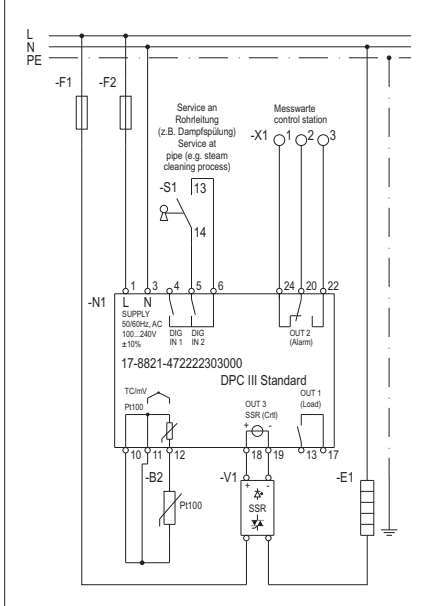 L
N
PE
-F1
-F2
Service an
Rohrleitung
(z.B. Dampfspülung)
Service at
pipe (e.g. steam
cleaning process)
Messwarte
control station
-X1 1 2 3
-S1 13
14
1 3 4 5 6 24 20 22
-N1
L N
SUPPLY
50/60Hz, AC
100...240V
±10%
DIG
IN 1
DIG
IN 2
OUT 2
(Alarm)
17-8821-472222303000
DPC III Standard
TC/mV
Pt100
OUT 3
SSR (Crtl)
+ -
OUT 1
(Load)
10 11 12 18 19 13 17
-B2
Pt100
-V1
+ -
SSR
-E1